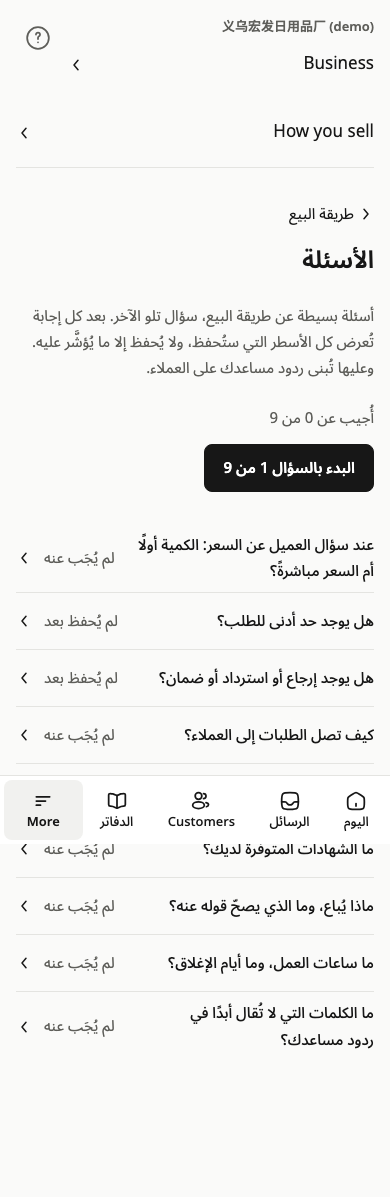 义乌宏发日用品厂 (demo)
Business
How you sell
طريقة البيع
الأسئلة
أسئلة بسيطة عن طريقة البيع، سؤال تلو الآخر. بعد كل إجابة
تُعرض كل الأسطر التي ستُحفظ، ولا يُحفظ إلا ما يُؤشَّر عليه.
وعليها تُبنى ردود مساعدك على العملاء.
أُجيب عن 0 من 9
البدء بالسؤال 1 من 9
عند سؤال العميل عن السعر: الكمية أولًا
أم السعر مباشرةً؟
لم يُجَب عنه
هل يوجد حد أدنى للطلب؟
لم يُحفظ بعد
هل يوجد إرجاع أو استرداد أو ضمان؟
لم يُحفظ بعد
كيف تصل الطلبات إلى العملاء؟
لم يُجَب عنه
اليوم
الرسائل
Customers
الدفاتر
More
ما الشهادات المتوفرة لديك؟
لم يُجَب عنه
ماذا يُباع، وما الذي يصحّ قوله عنه؟
لم يُجَب عنه
ما ساعات العمل، وما أيام الإغلاق؟
لم يُجَب عنه
ما الكلمات التي لا تُقال أبدًا في
ردود مساعدك؟
لم يُجَب عنه